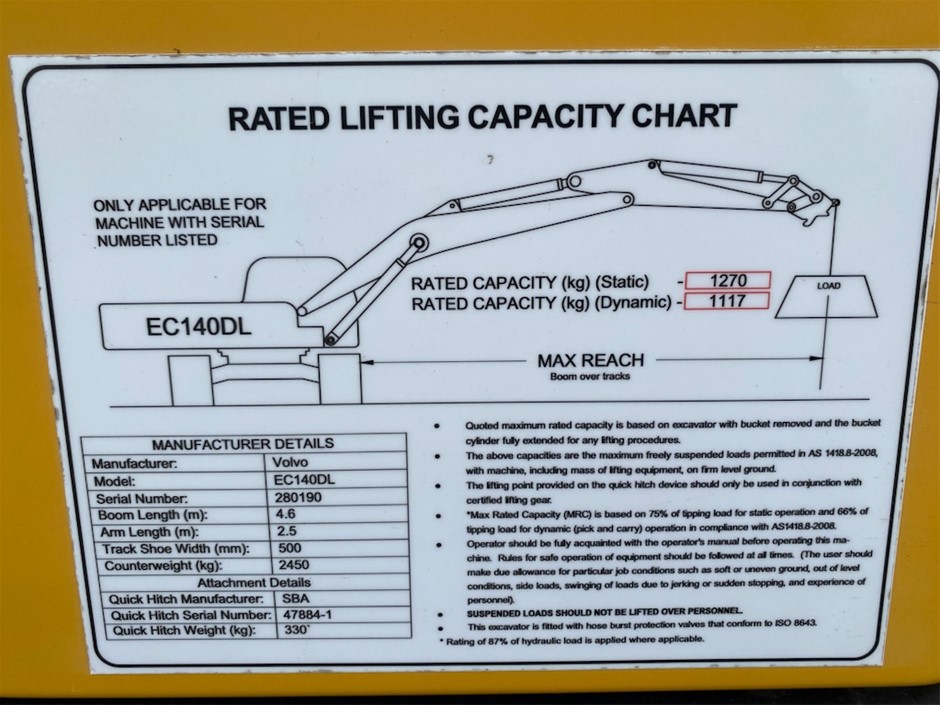 RATED LIFTING CAPACITY CHART
ONLY APPLICABLE FOR
MACHINE WITH SERIAL
NUMBER LISTED
RATED CAPACITY (kg) (Static) - 1270
RATED CAPACITY (kg) (Dynamic) - 1117
LOAD
EC140DL
MAX REACH
Boom over tracks
MANUFACTURER DETAILS
Manufacturer: Volvo
Model: EC140DL
Serial Number: 280190
Boom Length (m): 4.6
Arm Length (m): 2.5
Track Shoe Width (mm): 500
Counterweight (kg): 2450
Attachment Details
Quick Hitch Manufacturer: SBA
Quick Hitch Serial Number: 47884-1
Quick Hitch Weight (kg): 330
• Quoted maximum rated capacity is based on excavator with bucket removed and the bucket
cylinder fully extended for any lifting procedures.
• The above capacities are the maximum freely suspended loads permitted in AS 1418.8-2008,
with machine, including mass of lifting equipment, on firm level ground.
• The lifting point provided on the quick hitch device should only be used in conjunction with
certified lifting gear.
• *Max Rated Capacity (MRC) is based on 75% of tipping load for static operation and 66% of
tipping load for dynamic (pick and carry) operation in compliance with AS1418.8-2008.
• Operator should be fully acquainted with the operator's manual before operating this ma-
chine. Rules for safe operation of equipment should be followed at all times. (The user should
make due allowance for particular job conditions such as soft or uneven ground, out of level
conditions, side loads, swinging of loads due to jerking or sudden stopping, and experience of
personnel).
• SUSPENDED LOADS SHOULD NOT BE LIFTED OVER PERSONNEL.
• This excavator is fitted with hose burst protection valves that conform to ISO 8643.
* Rating of 87% of hydraulic load is applied where applicable.